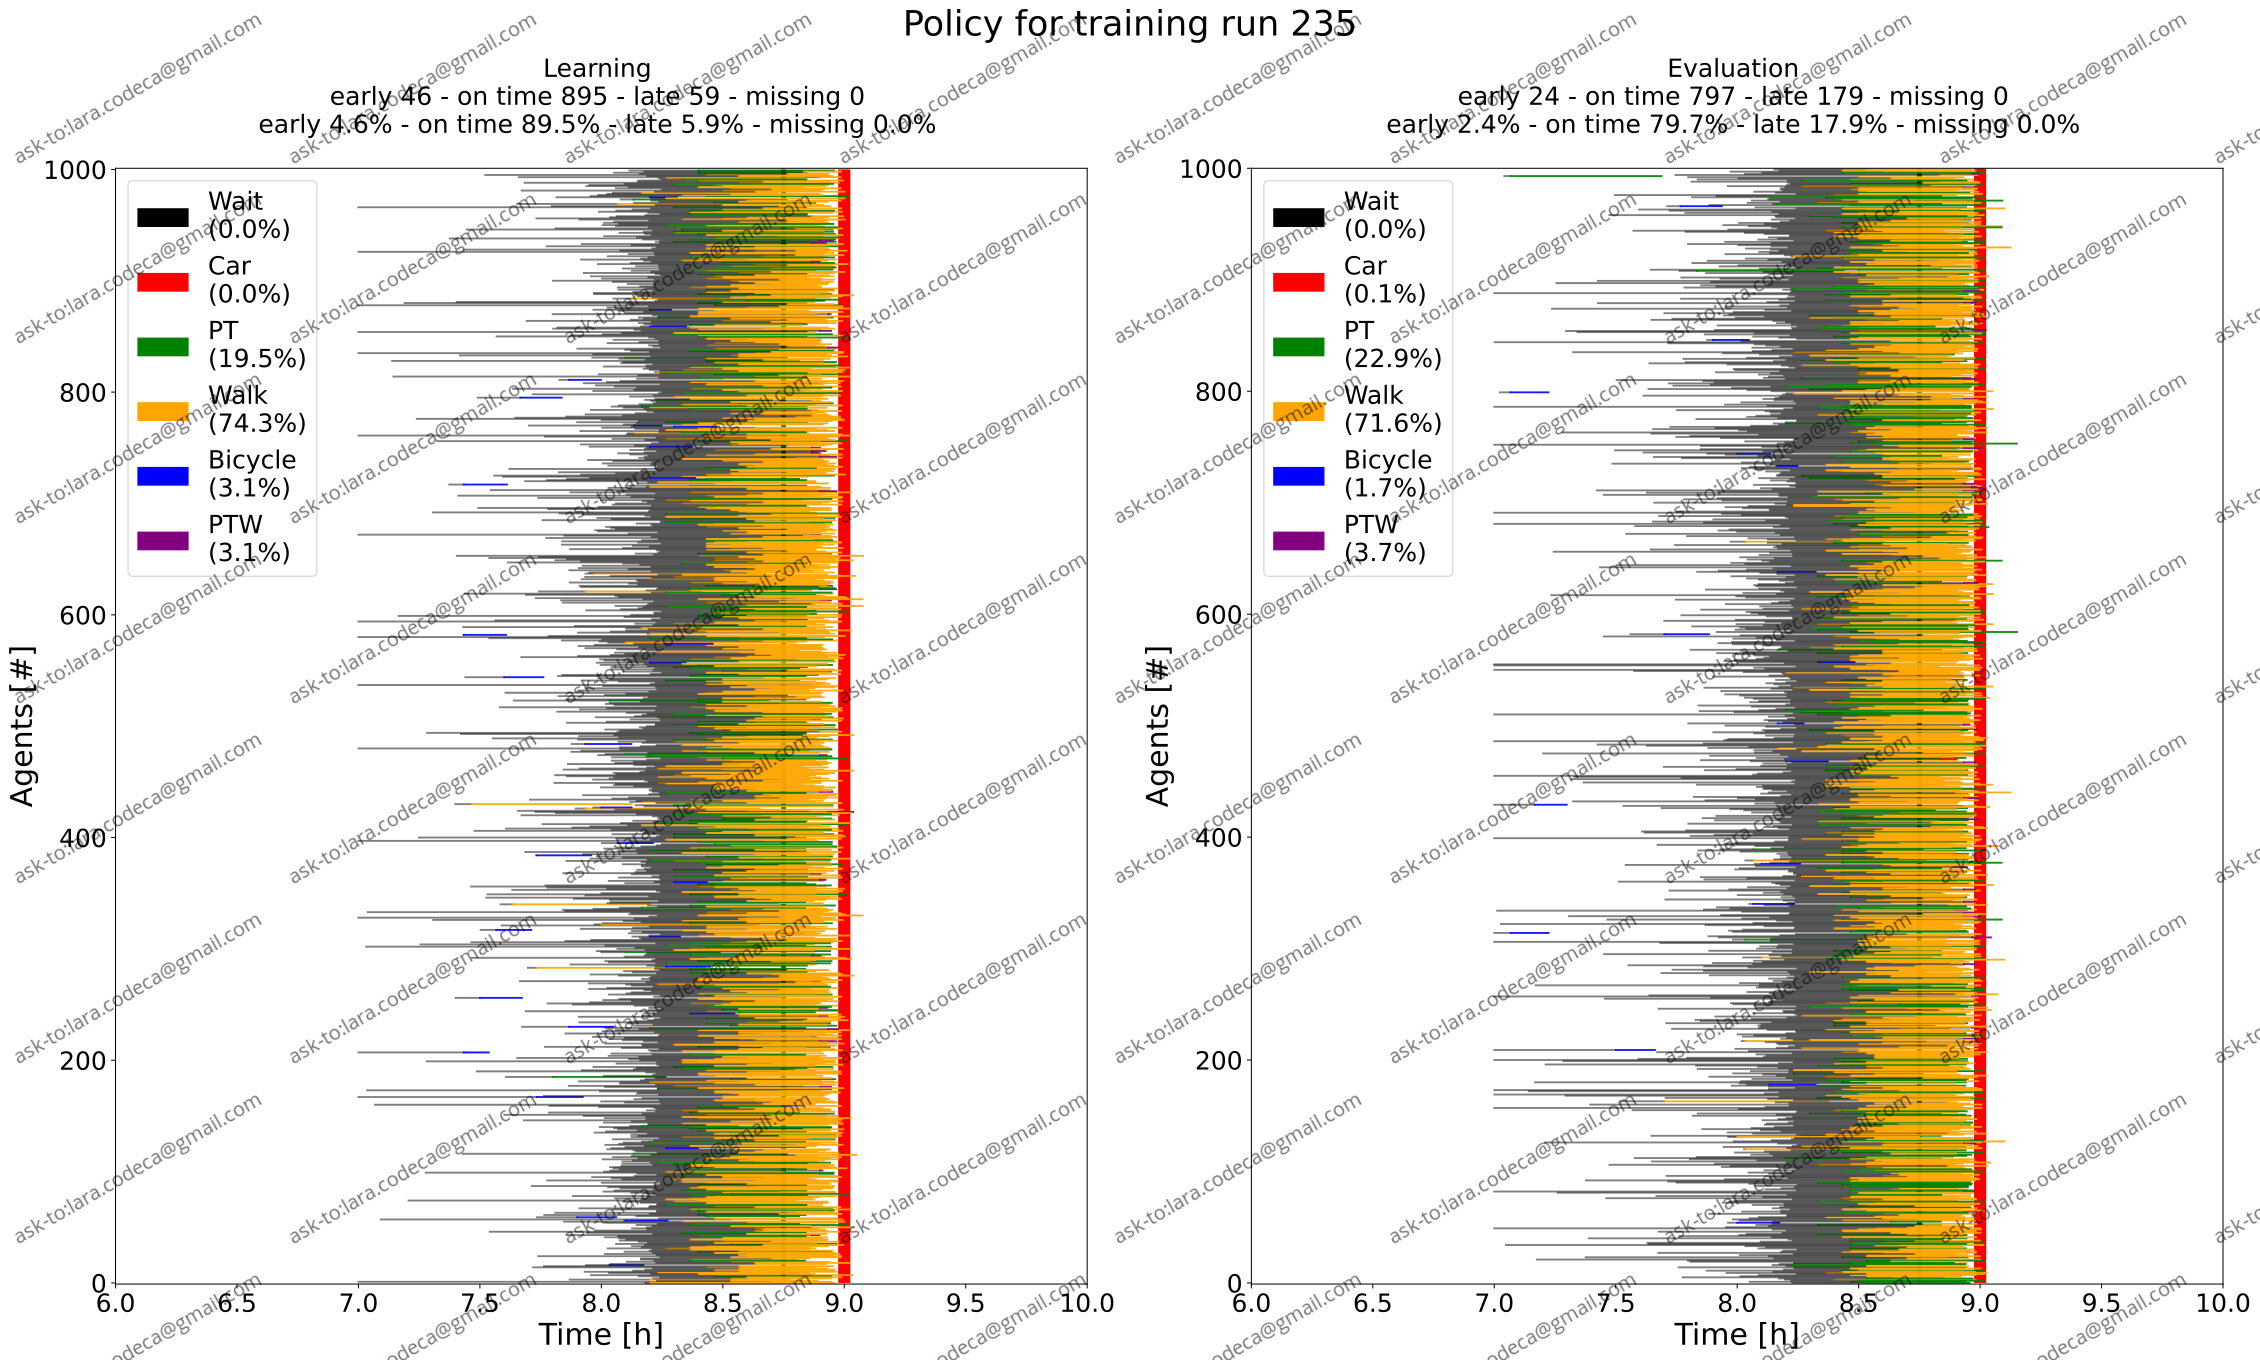 Policy for training run 235
Learning
early 46 - on time 895 - late 59 - missing 0
early 4.6% - on time 89.5% - late 5.9% - missing 0.0%
1000
800
600
400
200
0
Agents [#]
Wait
(0.0%)
Car
(0.0%)
PT
(19.5%)
Walk
(74.3%)
Bicycle
(3.1%)
PTW
(3.1%)
6.0 6.5 7.0 7.5 8.0 8.5 9.0 9.5 10.0
Time [h]
Evaluation
early 24 - on time 797 - late 179 - missing 0
early 2.4% - on time 79.7% - late 17.9% - missing 0.0%
1000
800
600
400
200
0
Agents [#]
Wait
(0.0%)
Car
(0.1%)
PT
(22.9%)
Walk
(71.6%)
Bicycle
(1.7%)
PTW
(3.7%)
6.0 6.5 7.0 7.5 8.0 8.5 9.0 9.5 10.0
Time [h]
ask-to:lara.codeca@gmail.com